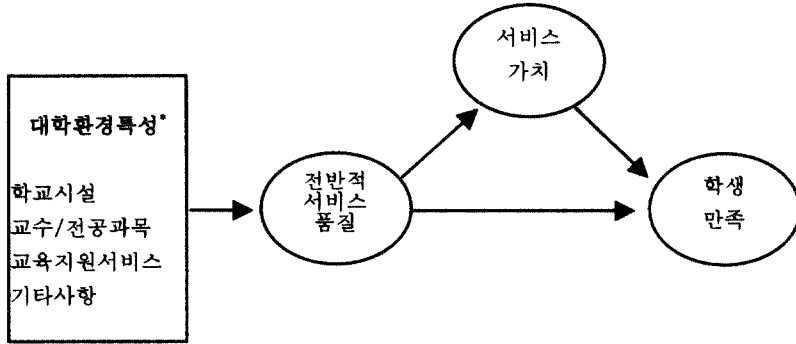 서비스
가치
대학환경특성*
학교시설
교수/전공과목
교육지원서비스
기타사항
전반적
서비스
품질
학생
만족